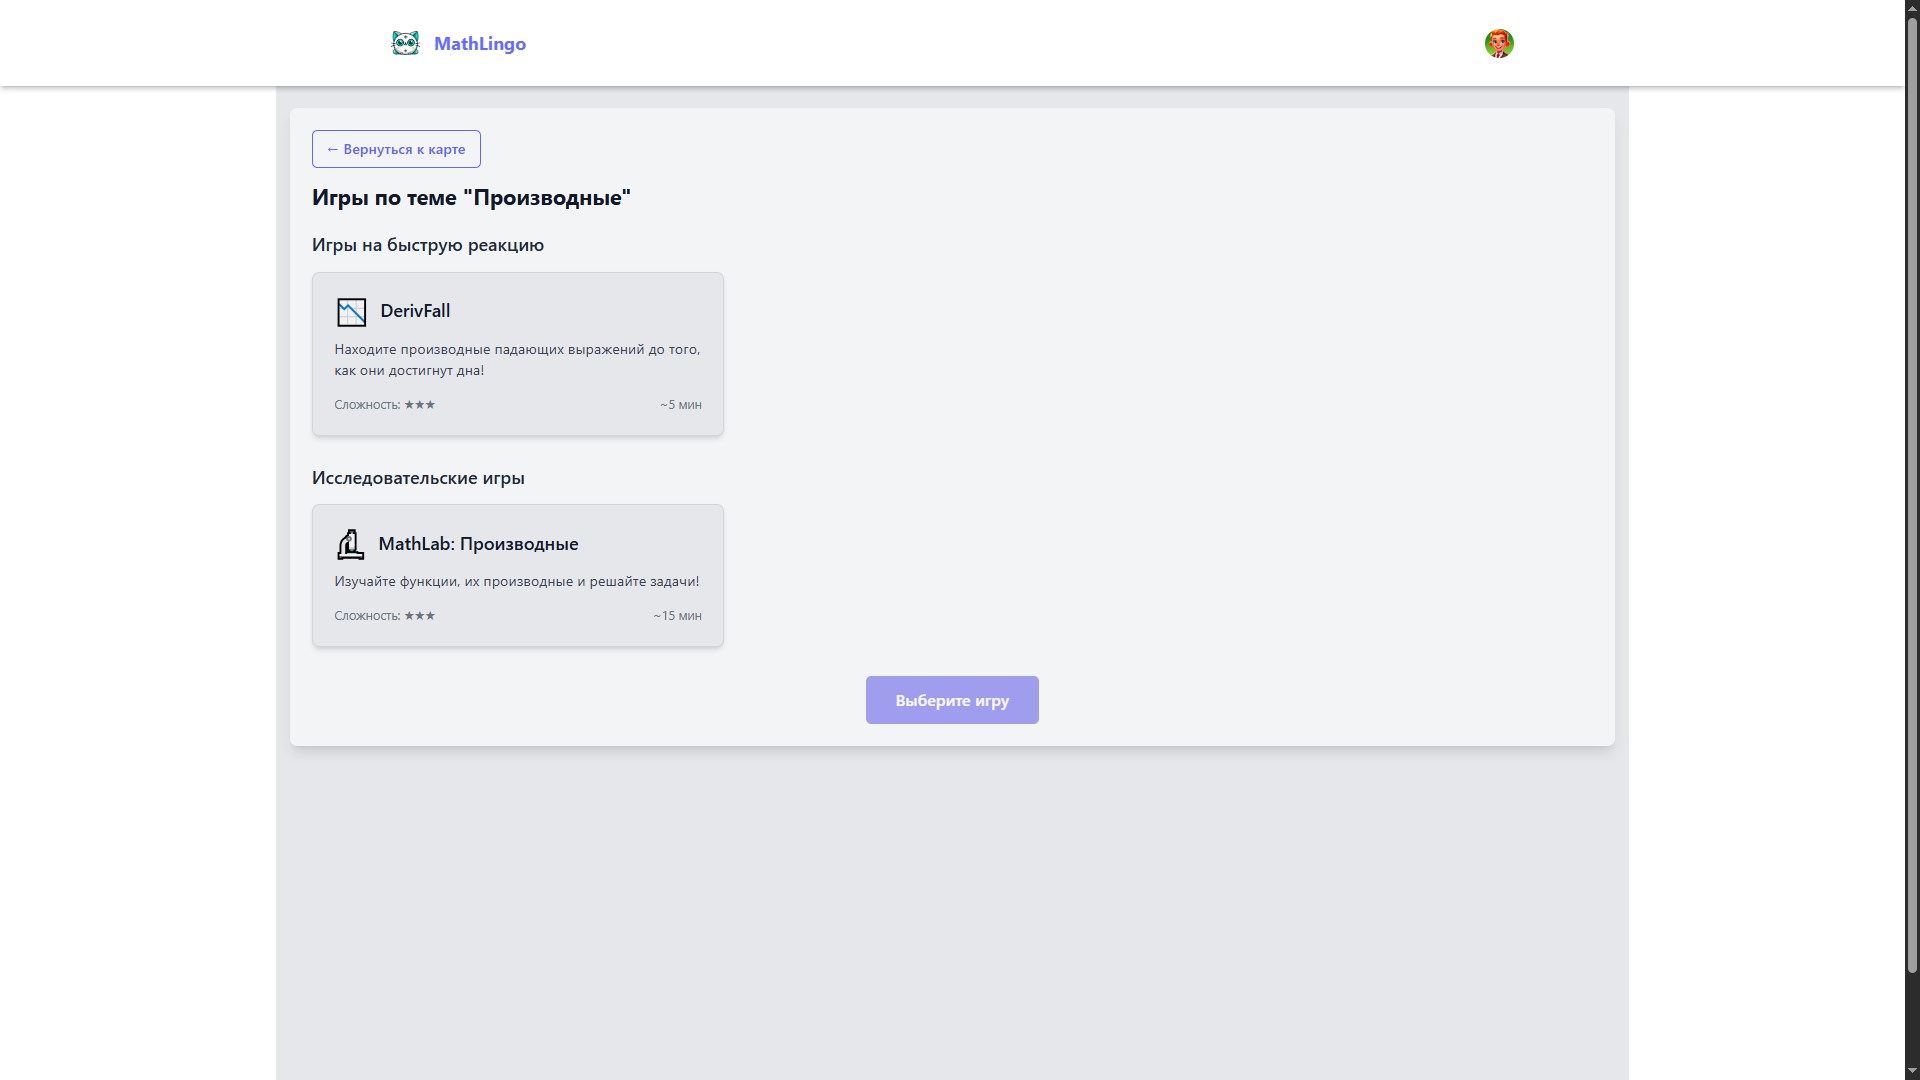 MathLingo
← Вернуться к карте
Игры по теме "Производные"
Игры на быструю реакцию
DerivFall
Находите производные падающих выражений до того,
как они достигнут дна!
Сложность: ★★★ ~5 мин
Исследовательские игры
MathLab: Производные
Изучайте функции, их производные и решайте задачи!
Сложность: ★★★ ~15 мин
Выберите игру